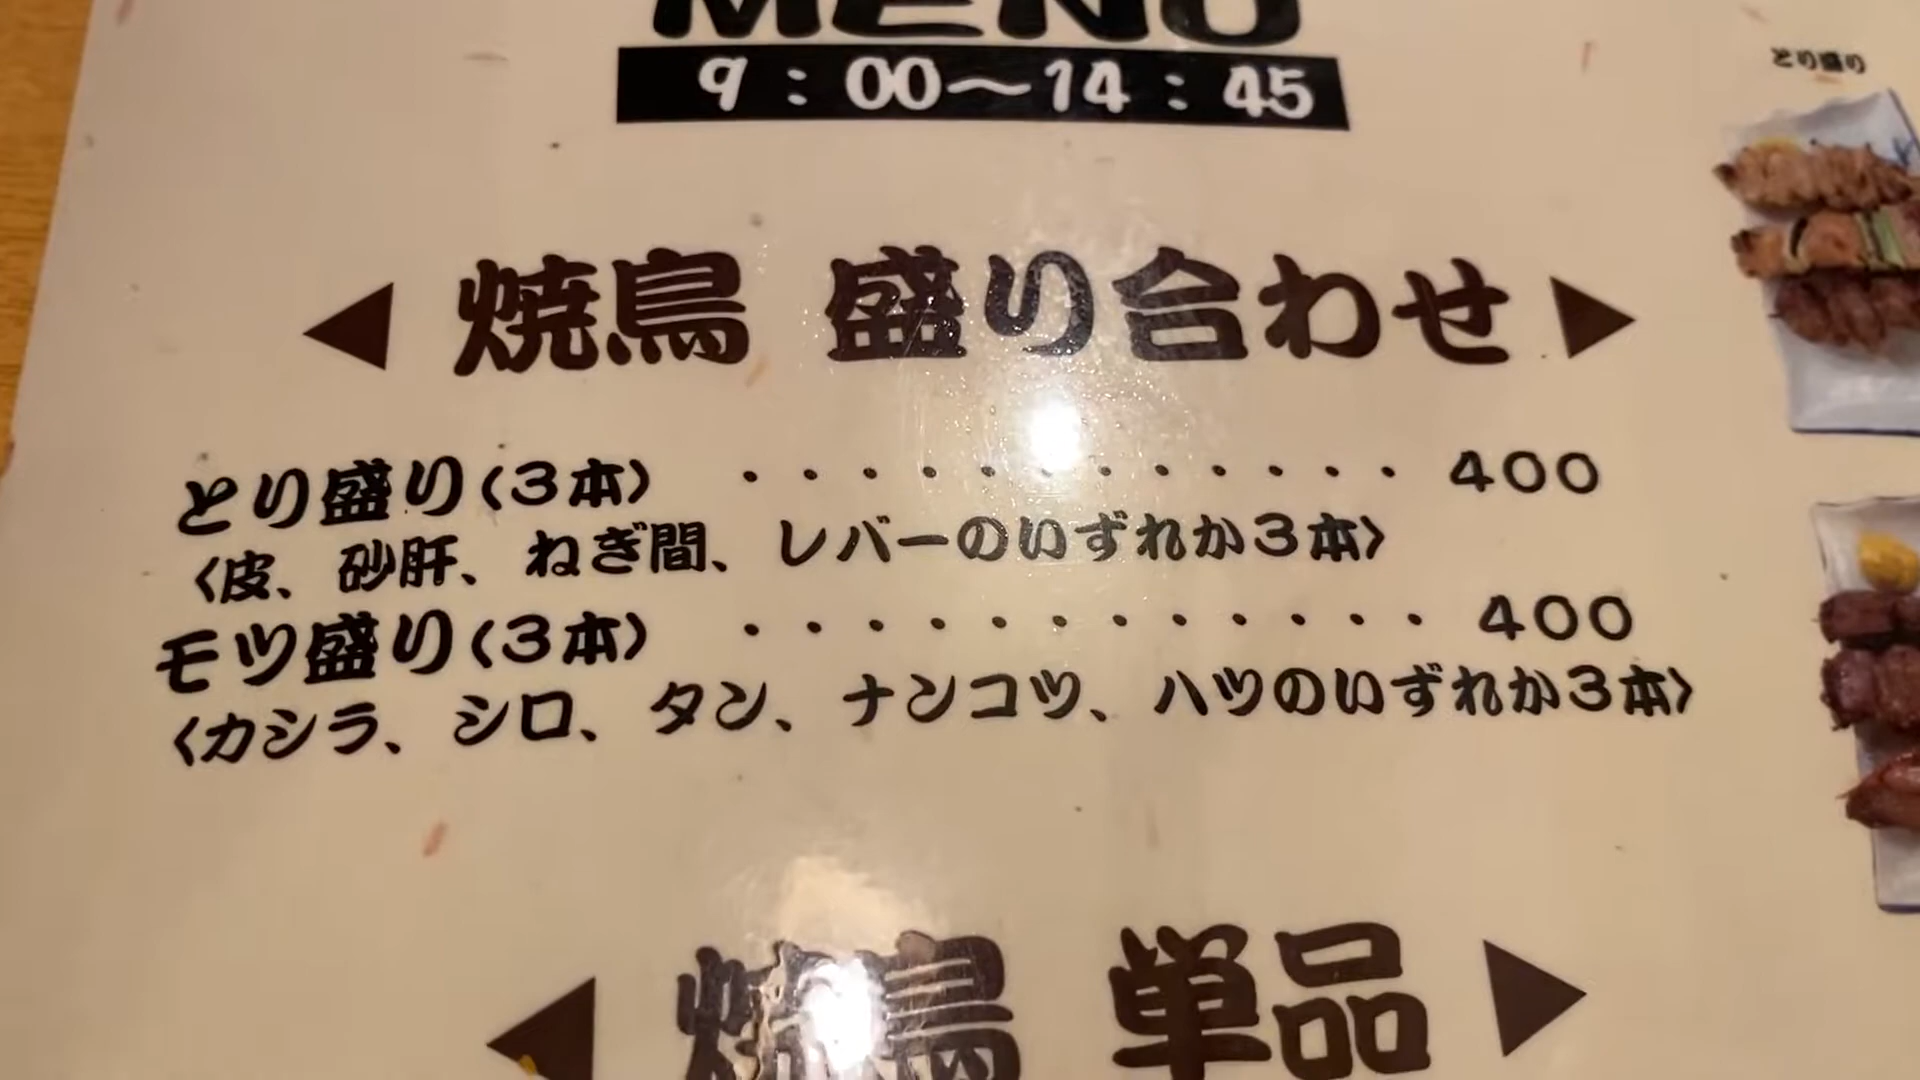 MENU
9:00～14:45
とり盛り
焼鳥 盛り合わせ
とり盛り(3本) ・・・・・・・・・・・・ 400
〈皮、砂肝、ねぎ間、レバーのいずれか3本〉
モツ盛り(3本) ・・・・・・・・・・・・ 400
〈カシラ、シロ、タン、ナンコツ、ハツのいずれか3本〉
焼鳥 単品